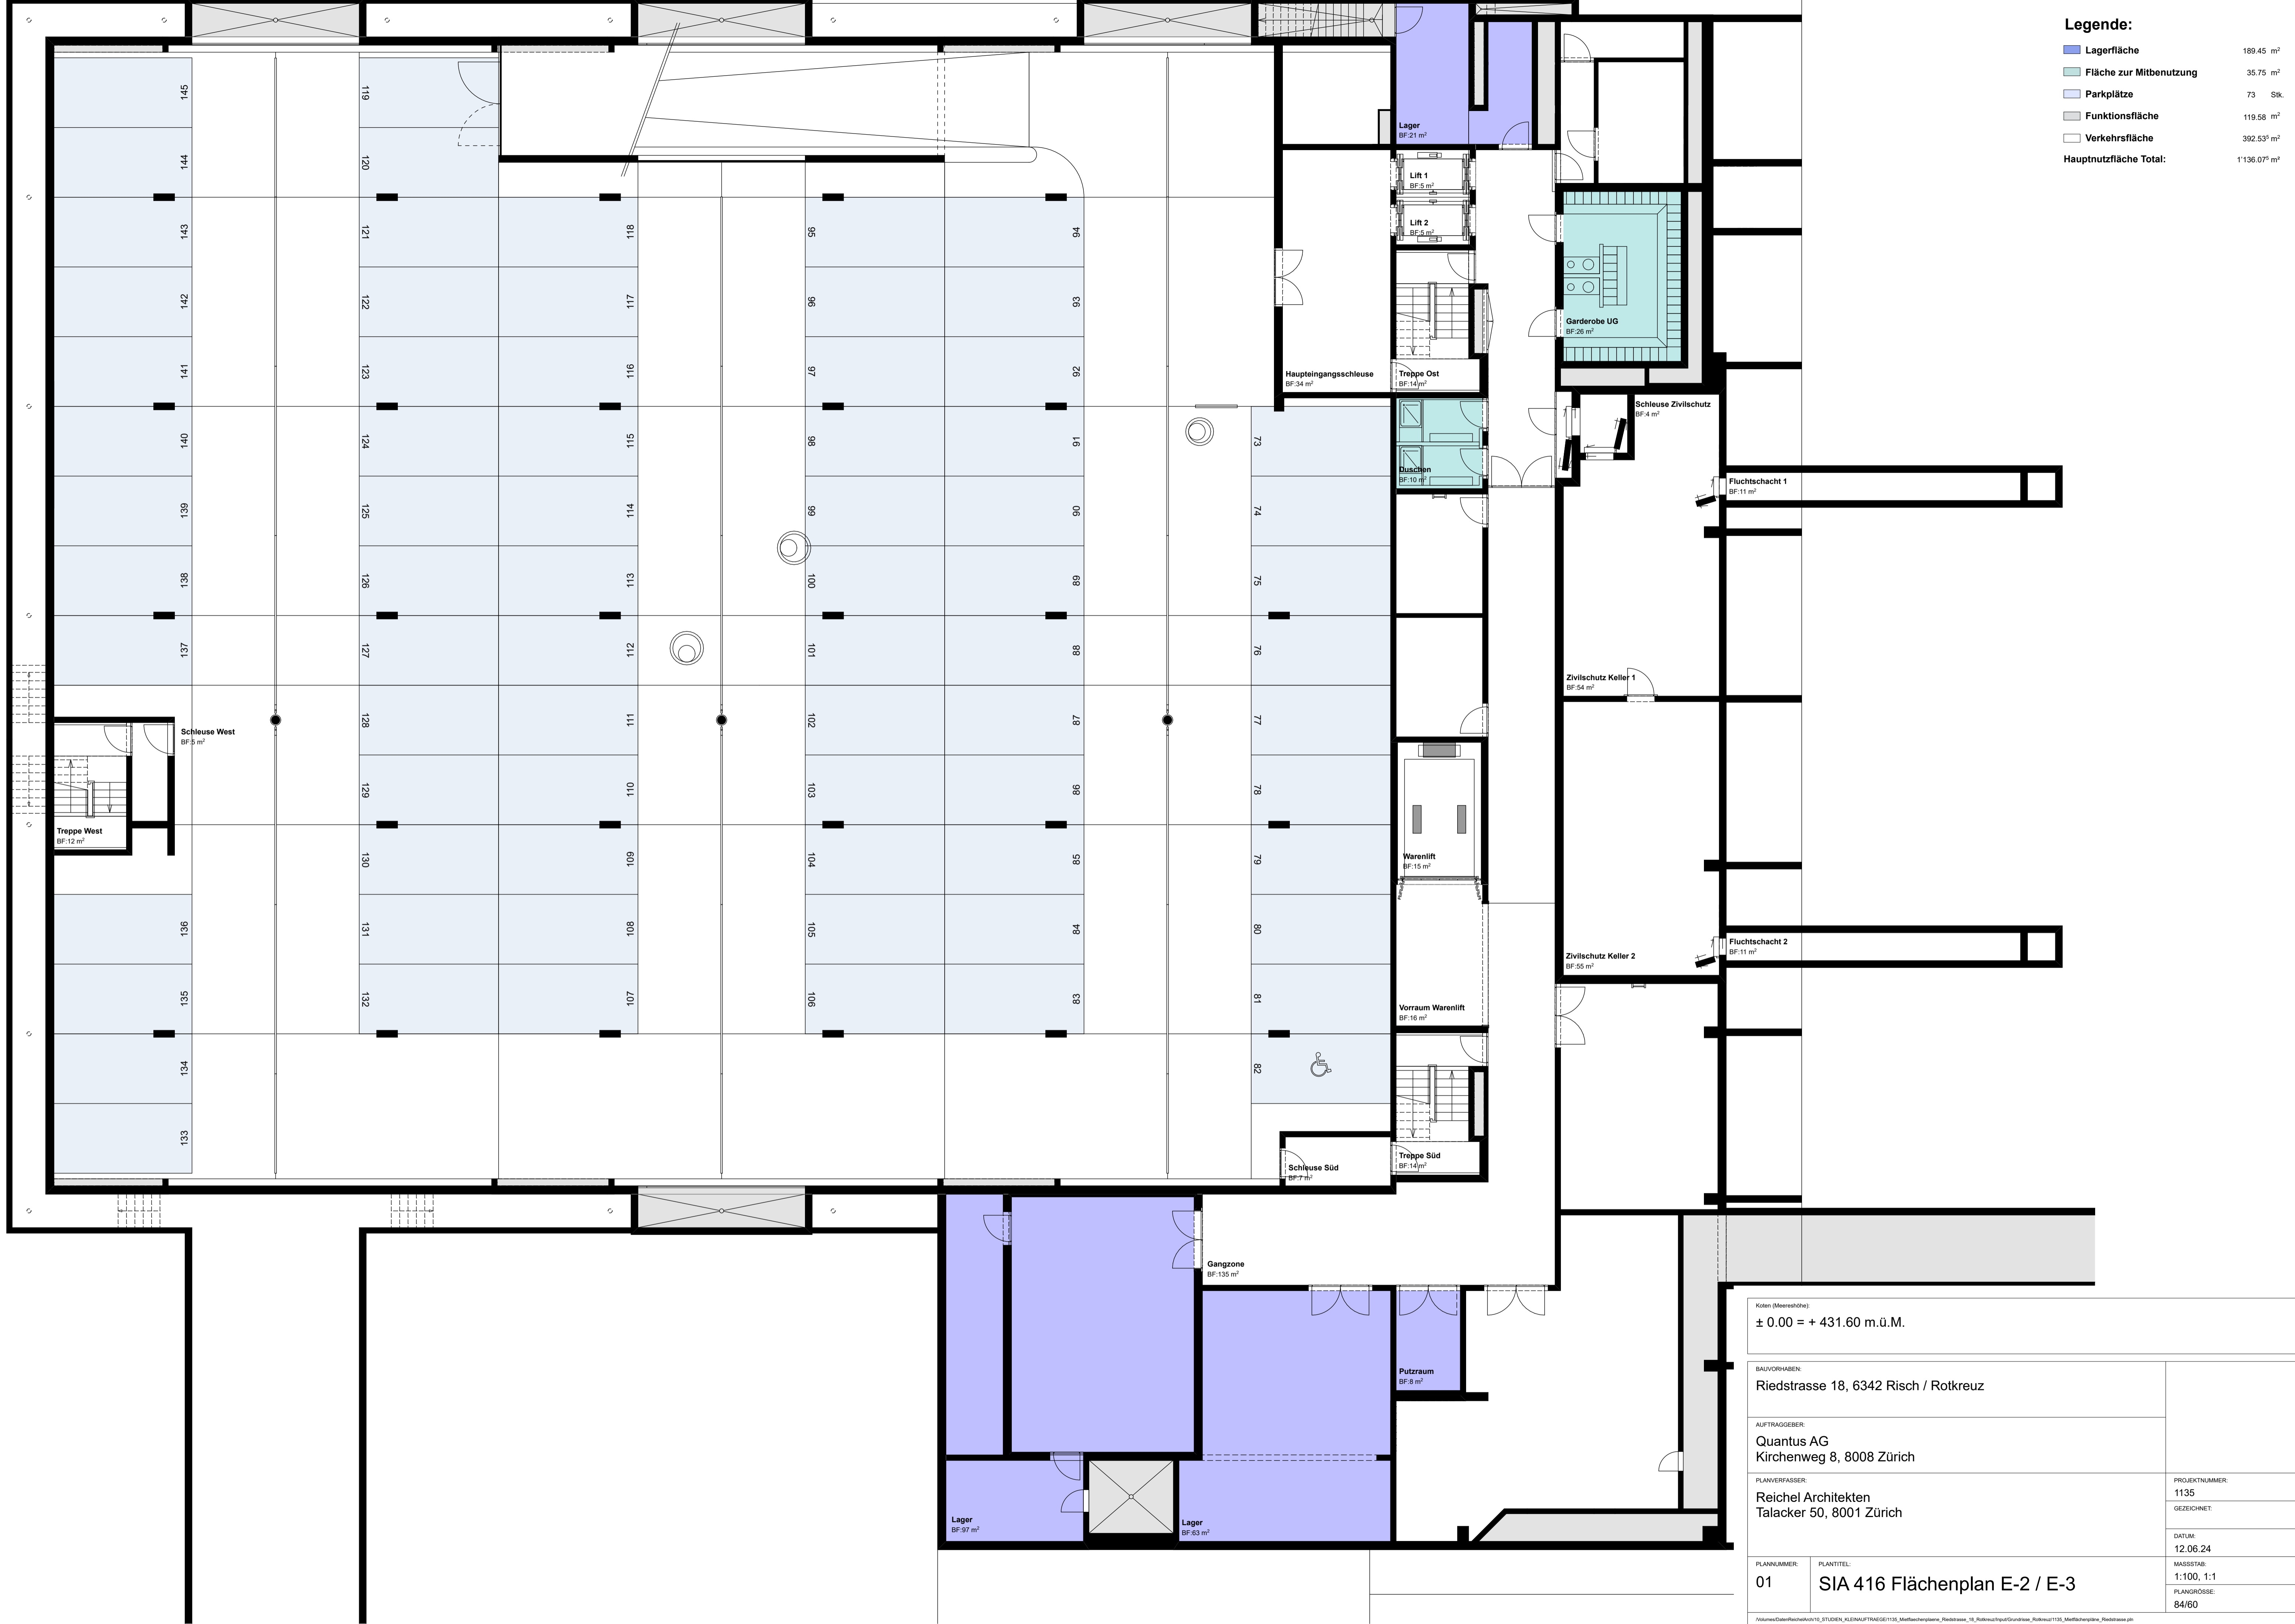 Legende:
Lagerfläche 189.45 m²
Fläche zur Mitbenutzung 35.75 m²
Parkplätze 73 Stk.
Funktionsfläche 119.58 m²
Verkehrsfläche 392.53⁵ m²
Hauptnutzfläche Total: 1'136.07⁵ m²
145
144
143
142
141
140
139
138
137
136
135
134
133
119
120
121
122
123
124
125
126
127
128
129
130
131
132
118
117
116
115
114
113
112
111
110
109
108
107
95
96
97
98
99
100
101
102
103
104
105
106
94
93
92
91
90
89
88
87
86
85
84
83
73
74
75
76
77
78
79
80
81
82
Lager
BF:21 m²
Lift 1
BF:5 m²
Lift 2
BF:5 m²
Garderobe UG
BF:26 m²
Haupteingangsschleuse
BF:34 m²
Treppe Ost
BF:14 m²
Schleuse Zivilschutz
BF:4 m²
Duschen
BF:10 m²
Fluchtschacht 1
BF:11 m²
Zivilschutz Keller 1
BF:54 m²
Schleuse West
BF:5 m²
Treppe West
BF:12 m²
Warenlift
BF:15 m²
Fluchtschacht 2
BF:11 m²
Zivilschutz Keller 2
BF:55 m²
Vorraum Warenlift
BF:16 m²
Treppe Süd
BF:14 m²
Schleuse Süd
BF:7 m²
Gangzone
BF:135 m²
Putzraum
BF:8 m²
Lager
BF:97 m²
Lager
BF:63 m²
Koten (Meereshöhe):
± 0.00 = + 431.60 m.ü.M.
BAUVORHABEN:
Riedstrasse 18, 6342 Risch / Rotkreuz
AUFTRAGGEBER:
Quantus AG
Kirchenweg 8, 8008 Zürich
PLANVERFASSER:
Reichel Architekten
Talacker 50, 8001 Zürich
PROJEKTNUMMER:
1135
GEZEICHNET:
DATUM:
12.06.24
PLANNUMMER:
01
PLANTITEL:
SIA 416 Flächenplan E-2 / E-3
MASSSTAB:
1:100, 1:1
PLANGRÖSSE:
84/60
/Volumes/DatenReichelArch/10_STUDIEN_KLEINAUFTRAEGE/1135_Mietflaechenplaene_Riedstrasse_18_Rotkreuz/Input/Grundrisse_Rotkreuz/1135_Mietflächenpläne_Riedstrasse.pln